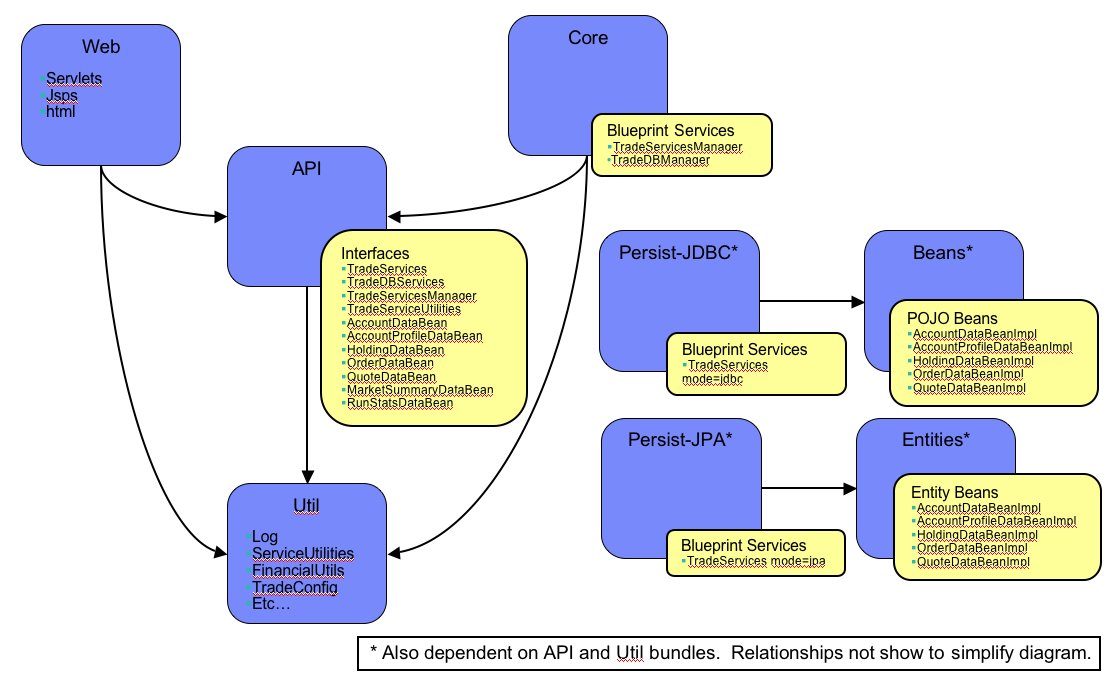 Web
Servlets
Jsps
html
Core
Blueprint Services
TradeServicesManager
TradeDBManager
API
Interfaces
TradeServices
TradeDBServices
TradeServicesManager
TradeServiceUtilities
AccountDataBean
AccountProfileDataBean
HoldingDataBean
OrderDataBean
QuoteDataBean
MarketSummaryDataBean
RunStatsDataBean
Persist-JDBC*
Blueprint Services
TradeServices
mode=jdbc
Beans*
POJO Beans
AccountDataBeanImpl
AccountProfileDataBeanImpl
HoldingDataBeanImpl
OrderDataBeanImpl
QuoteDataBeanImpl
Persist-JPA*
Blueprint Services
TradeServices mode=jpa
Entities*
Entity Beans
AccountDataBeanImpl
AccountProfileDataBeanImpl
HoldingDataBeanImpl
OrderDataBeanImpl
QuoteDataBeanImpl
Util
Log
ServiceUtilities
FinancialUtils
TradeConfig
Etc…
* Also dependent on API and Util bundles.  Relationships not show to simplify diagram.